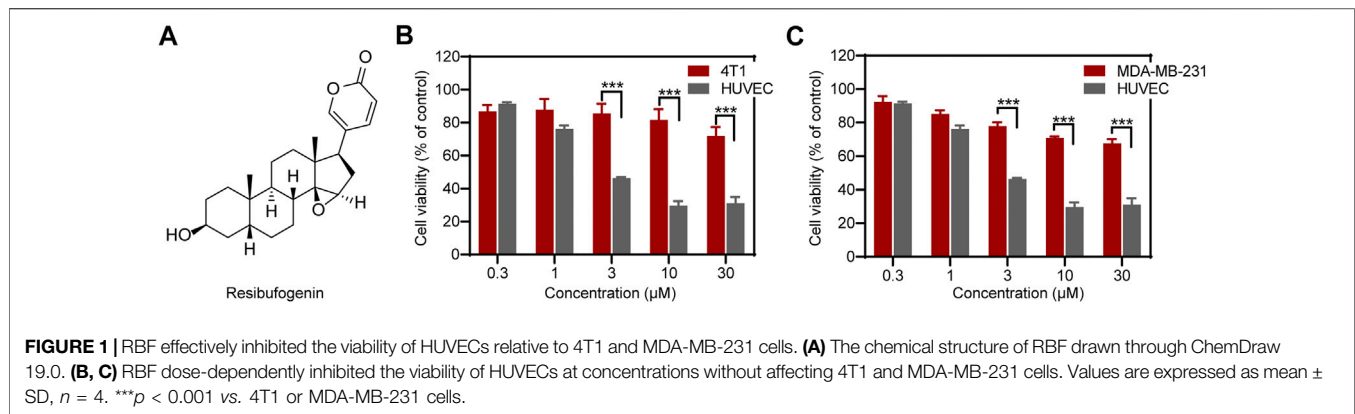 A
O
O
H
H
H
O
H
HO
H
Resibufogenin
B
120
100
80
60
40
20
0
Cell viability (% of control)
4T1
HUVEC
***
***
***
0.3 1 3 10 30
Concentration (μM)
C
120
100
80
60
40
20
0
Cell viability (% of control)
MDA-MB-231
HUVEC
***
***
***
0.3 1 3 10 30
Concentration (μM)
FIGURE 1 | RBF effectively inhibited the viability of HUVECs relative to 4T1 and MDA-MB-231 cells. (A) The chemical structure of RBF drawn through ChemDraw
19.0. (B, C) RBF dose-dependently inhibited the viability of HUVECs at concentrations without affecting 4T1 and MDA-MB-231 cells. Values are expressed as mean ±
SD, n = 4. ***p < 0.001 vs. 4T1 or MDA-MB-231 cells.